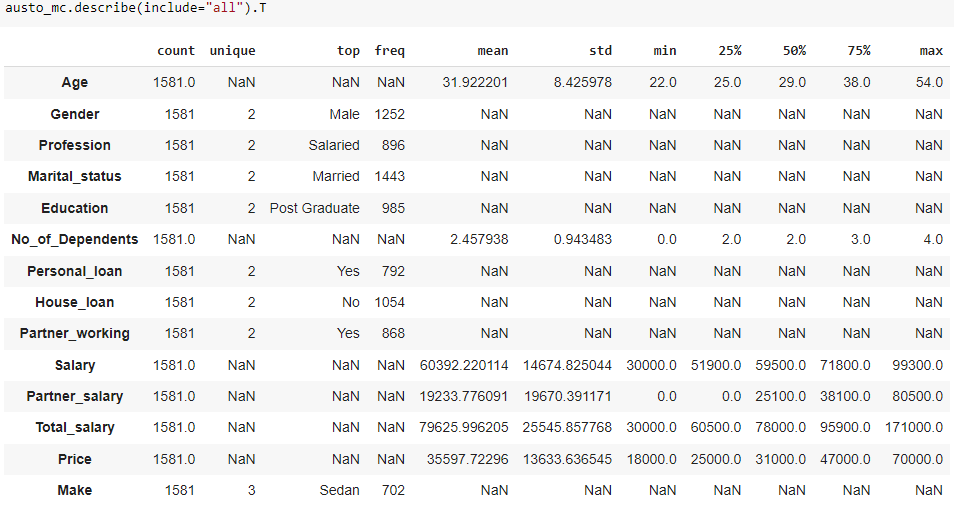 austo_mc.describe(include="all").T
count unique top freq mean std min 25% 50% 75% max
Age 1581.0 NaN NaN NaN 31.922201 8.425978 22.0 25.0 29.0 38.0 54.0
Gender 1581 2 Male 1252 NaN NaN NaN NaN NaN NaN NaN
Profession 1581 2 Salaried 896 NaN NaN NaN NaN NaN NaN NaN
Marital_status 1581 2 Married 1443 NaN NaN NaN NaN NaN NaN NaN
Education 1581 2 Post Graduate 985 NaN NaN NaN NaN NaN NaN NaN
No_of_Dependents 1581.0 NaN NaN NaN 2.457938 0.943483 0.0 2.0 2.0 3.0 4.0
Personal_loan 1581 2 Yes 792 NaN NaN NaN NaN NaN NaN NaN
House_loan 1581 2 No 1054 NaN NaN NaN NaN NaN NaN NaN
Partner_working 1581 2 Yes 868 NaN NaN NaN NaN NaN NaN NaN
Salary 1581.0 NaN NaN NaN 60392.220114 14674.825044 30000.0 51900.0 59500.0 71800.0 99300.0
Partner_salary 1581.0 NaN NaN NaN 19233.776091 19670.391171 0.0 0.0 25100.0 38100.0 80500.0
Total_salary 1581.0 NaN NaN NaN 79625.996205 25545.857768 30000.0 60500.0 78000.0 95900.0 171000.0
Price 1581.0 NaN NaN NaN 35597.72296 13633.636545 18000.0 25000.0 31000.0 47000.0 70000.0
Make 1581 3 Sedan 702 NaN NaN NaN NaN NaN NaN NaN